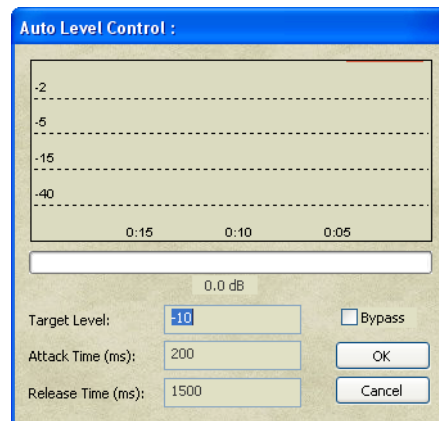 Auto Level Control :
-2
-5
-15
-40
0:15 0:10 0:05
0.0 dB
Target Level: -10 Bypass
Attack Time (ms): 200 OK
Release Time (ms): 1500 Cancel